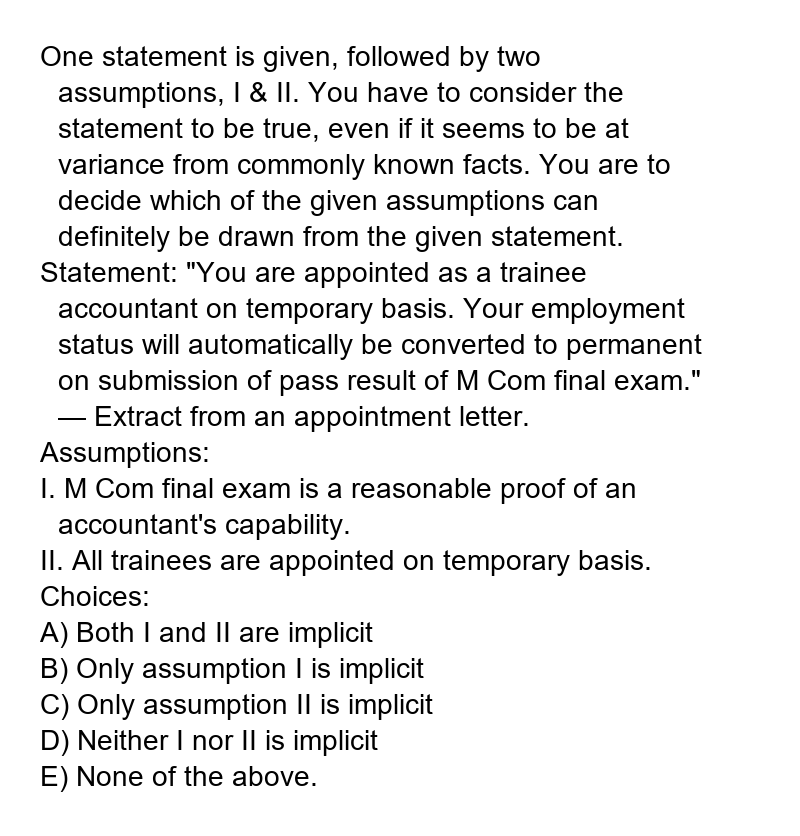 One statement is given, followed by two
assumptions, I & II. You have to consider the
statement to be true, even if it seems to be at
variance from commonly known facts. You are to
decide which of the given assumptions can
definitely be drawn from the given statement.
Statement: "You are appointed as a trainee
accountant on temporary basis. Your employment
status will automatically be converted to permanent
on submission of pass result of M Com final exam."
— Extract from an appointment letter.
Assumptions:
I. M Com final exam is a reasonable proof of an
accountant's capability.
II. All trainees are appointed on temporary basis.
Choices:
A) Both I and II are implicit
B) Only assumption I is implicit
C) Only assumption II is implicit
D) Neither I nor II is implicit
E) None of the above.